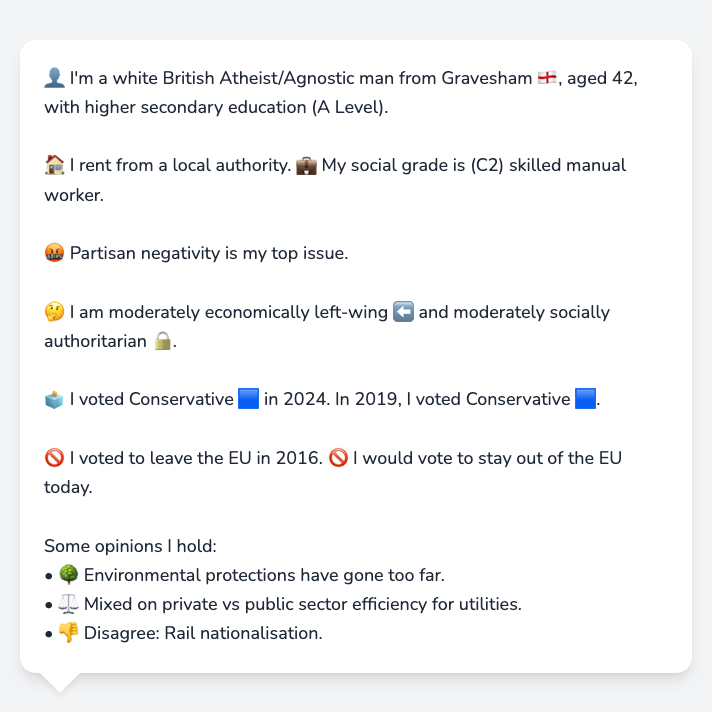 👤 I'm a white British Atheist/Agnostic man from Gravesham 🏴󠁧󠁢󠁥󠁮󠁧󠁿, aged 42,
with higher secondary education (A Level).
🏠 I rent from a local authority. 💼 My social grade is (C2) skilled manual
worker.
🤬 Partisan negativity is my top issue.
🤔 I am moderately economically left-wing ⬅️ and moderately socially
authoritarian 🔒.
🗳️ I voted Conservative 🟦 in 2024. In 2019, I voted Conservative 🟦.
🚫 I voted to leave the EU in 2016. 🚫 I would vote to stay out of the EU
today.
Some opinions I hold:
• 🌳 Environmental protections have gone too far.
• ⚖️ Mixed on private vs public sector efficiency for utilities.
• 👎 Disagree: Rail nationalisation.